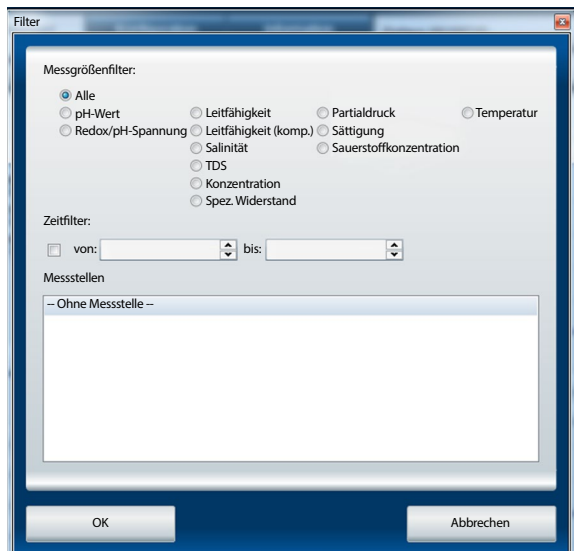 Filter
Messgrößenfilter:
Alle
pH-Wert Leitfähigkeit Partialdruck Temperatur
Redox/pH-Spannung Leitfähigkeit (komp.) Sättigung
Salinität Sauerstoffkonzentration
TDS
Konzentration
Spez. Widerstand
Zeitfilter:
von: bis:
Messstellen
-- Ohne Messstelle --
OK Abbrechen